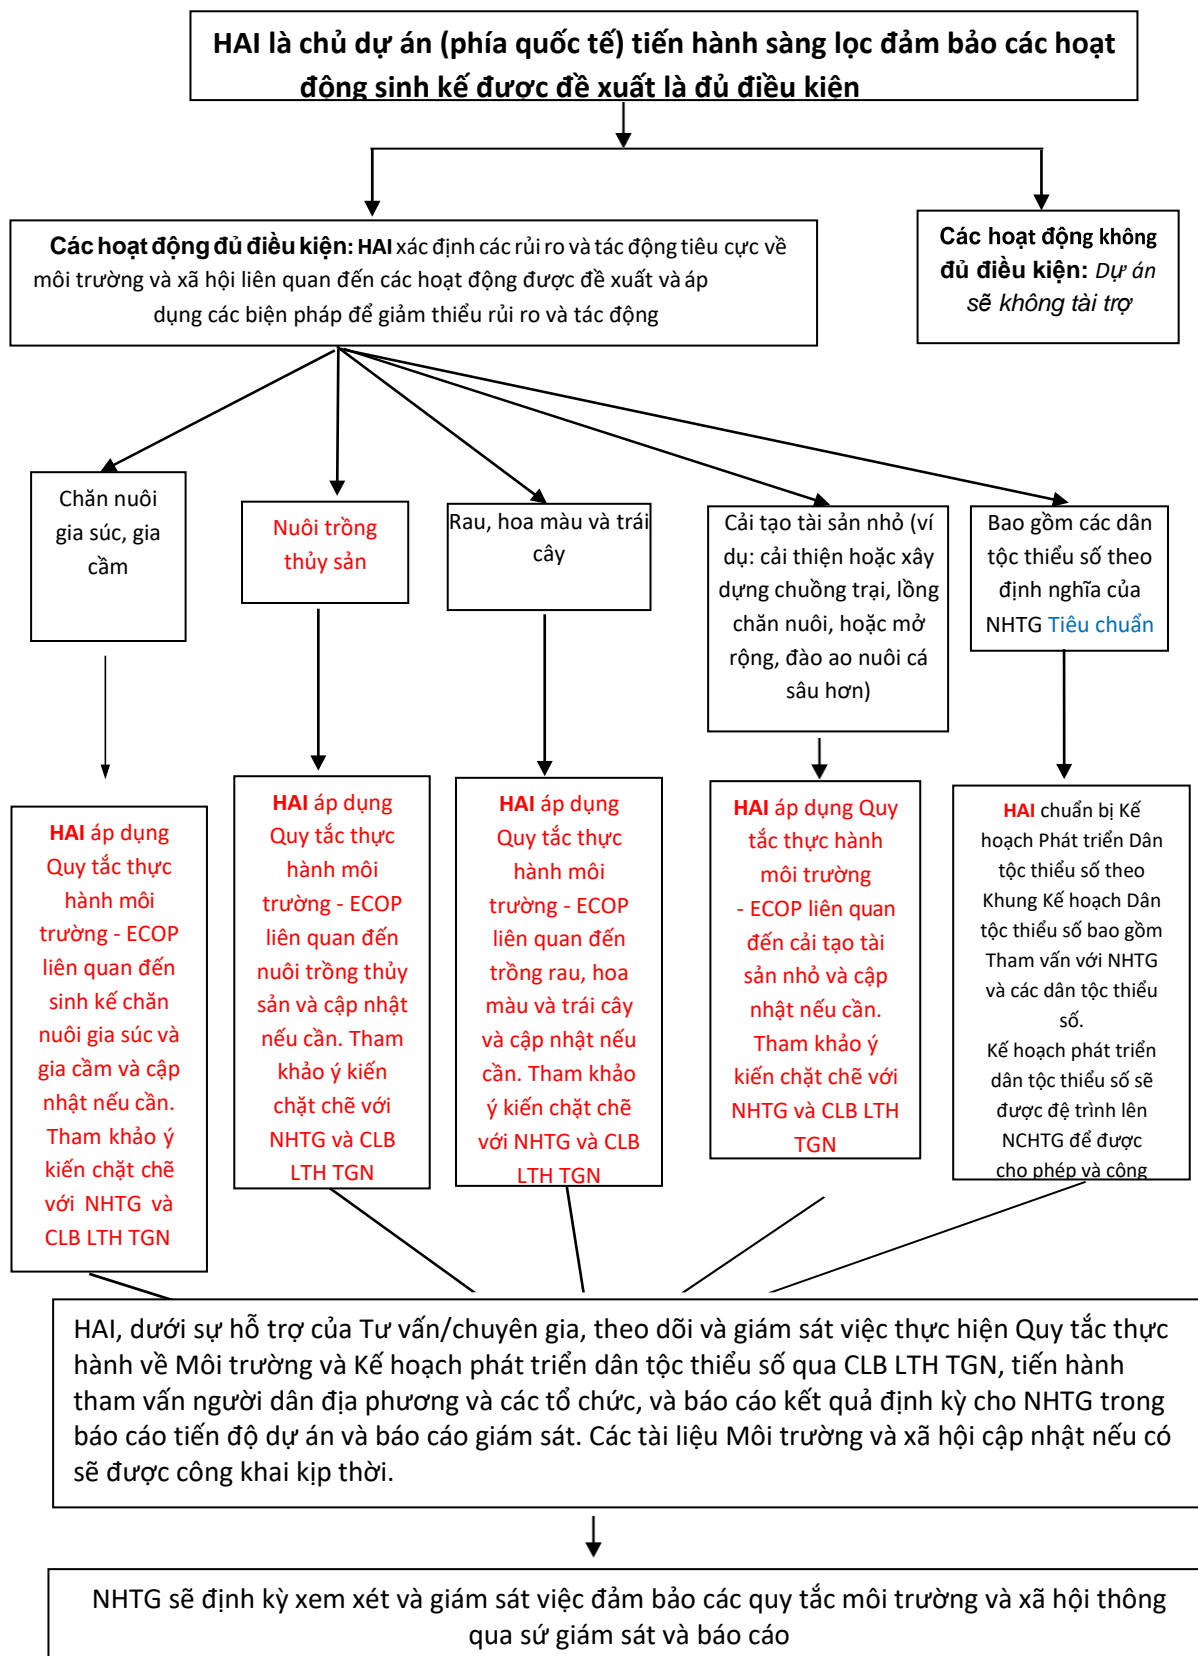 HAI là chủ dự án (phía quốc tế) tiến hành sàng lọc đảm bảo các hoạt
động sinh kế được đề xuất là đủ điều kiện
Các hoạt động đủ điều kiện: HAI xác định các rủi ro và tác động tiêu cực về
môi trường và xã hội liên quan đến các hoạt động được đề xuất và áp
dụng các biện pháp để giảm thiểu rủi ro và tác động
Các hoạt động không
đủ điều kiện: Dự án
sẽ không tài trợ
Chăn nuôi
gia súc, gia
cầm
Nuôi trồng
thủy sản
Rau, hoa màu và trái
cây
Cải tạo tài sản nhỏ (ví
dụ: cải thiện hoặc xây
dựng chuồng trại, lồng
chăn nuôi, hoặc mở
rộng, đào ao nuôi cá
sâu hơn)
Bao gồm các dân
tộc thiểu số theo
định nghĩa của
NHTG Tiêu chuẩn
HAI áp dụng
Quy tắc thực
hành môi
trường - ECOP
liên quan đến
sinh kế chăn
nuôi gia súc và
gia cầm và cập
nhật nếu cần.
Tham khảo ý
kiến chặt chẽ
với NHTG và
CLB LTH TGN
HAI áp dụng
Quy tắc thực
hành môi
trường - ECOP
liên quan đến
nuôi trồng thủy
sản và cập nhật
nếu cần. Tham
khảo ý kiến
chặt chẽ với
NHTG và CLB
LTH TGN
HAI áp dụng
Quy tắc thực
hành môi
trường - ECOP
liên quan đến
trồng rau, hoa
màu và trái cây
và cập nhật nếu
cần. Tham khảo
ý kiến chặt chẽ
với NHTG và CLB
LTH TGN
HAI áp dụng Quy
tắc thực hành
môi trường
- ECOP liên quan
đến cải tạo tài
sản nhỏ và cập
nhật nếu cần.
Tham khảo ý
kiến chặt chẽ với
NHTG và CLB LTH
TGN
HAI chuẩn bị Kế
hoạch Phát triển Dân
tộc thiểu số theo
Khung Kế hoạch Dân
tộc thiểu số bao gồm
Tham vấn với NHTG
và các dân tộc thiểu
số.
Kế hoạch phát triển
dân tộc thiểu số sẽ
được đệ trình lên
NCHTG để được
cho phép và công
HAI, dưới sự hỗ trợ của Tư vấn/chuyên gia, theo dõi và giám sát việc thực hiện Quy tắc thực
hành về Môi trường và Kế hoạch phát triển dân tộc thiểu số qua CLB LTH TGN, tiến hành
tham vấn người dân địa phương và các tổ chức, và báo cáo kết quả định kỳ cho NHTG trong
báo cáo tiến độ dự án và báo cáo giám sát. Các tài liệu Môi trường và xã hội cập nhật nếu có
sẽ được công khai kịp thời.
NHTG sẽ định kỳ xem xét và giám sát việc đảm bảo các quy tắc môi trường và xã hội thông
qua sứ giám sát và báo cáo